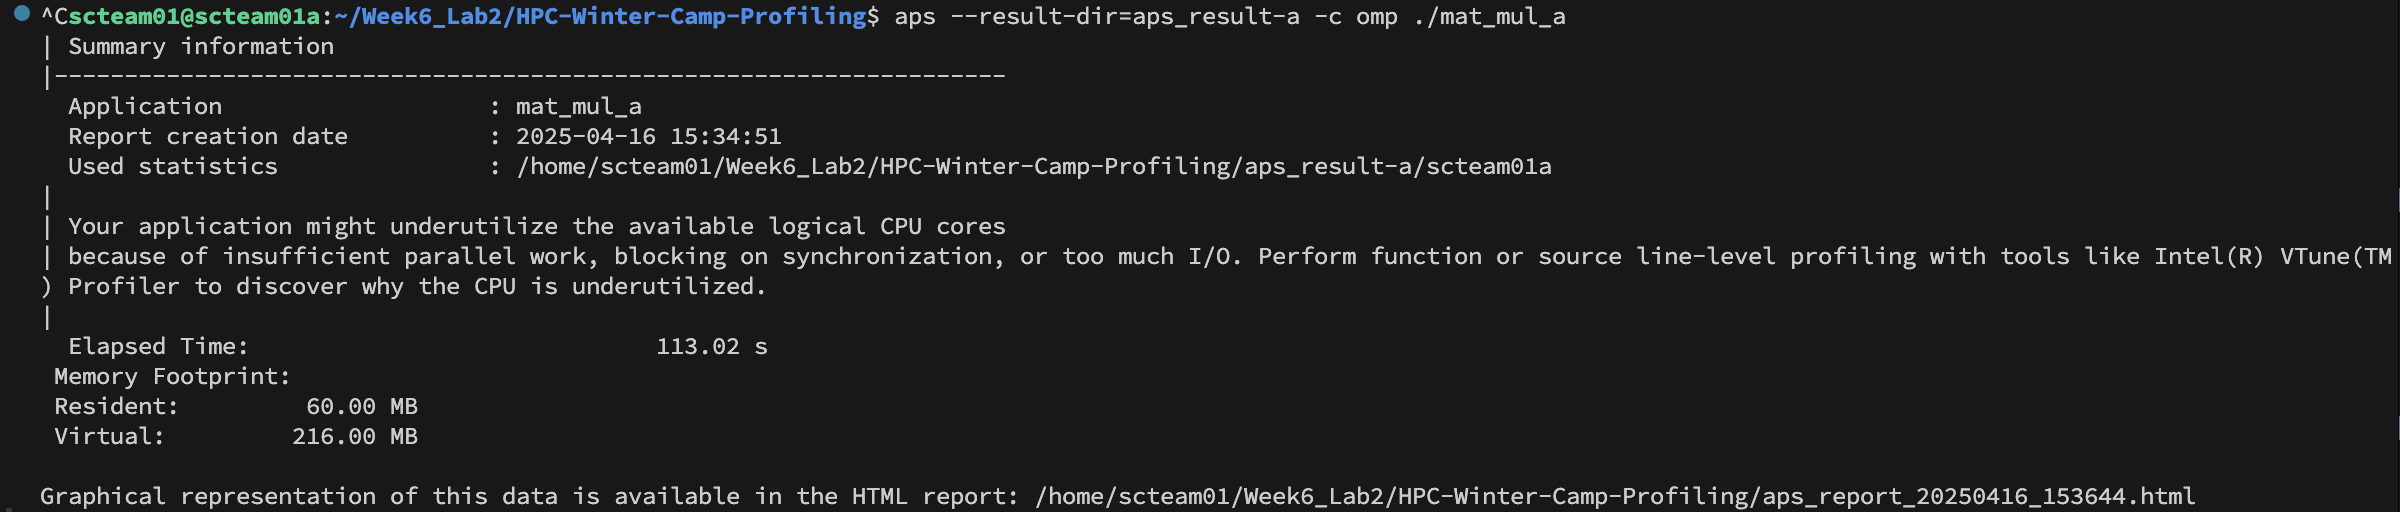 ^Cscteam01@scteam01a:~/Week6_Lab2/HPC-Winter-Camp-Profiling$ aps --result-dir=aps_result-a -c omp ./mat_mul_a
| Summary information
|--------------------------------------------------------------------
  Application                   : mat_mul_a
  Report creation date          : 2025-04-16 15:34:51
  Used statistics               : /home/scteam01/Week6_Lab2/HPC-Winter-Camp-Profiling/aps_result-a/scteam01a
|
| Your application might underutilize the available logical CPU cores
| because of insufficient parallel work, blocking on synchronization, or too much I/O. Perform function or source line-level profiling with tools like Intel(R) VTune(TM
) Profiler to discover why the CPU is underutilized.
|
  Elapsed Time:                             113.02 s
 Memory Footprint:
 Resident:         60.00 MB
 Virtual:         216.00 MB

Graphical representation of this data is available in the HTML report: /home/scteam01/Week6_Lab2/HPC-Winter-Camp-Profiling/aps_report_20250416_153644.html